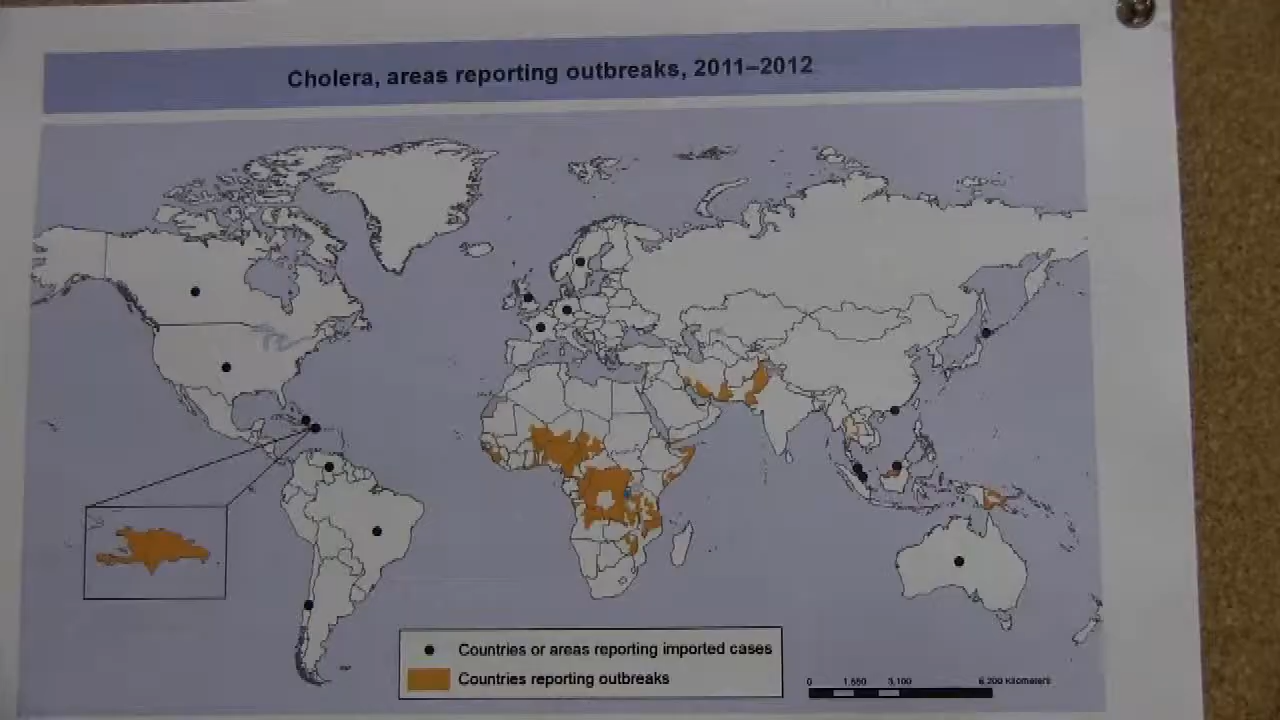 Cholera, areas reporting outbreaks, 2011–2012
Countries or areas reporting imported cases
Countries reporting outbreaks
0 1,550 3,100 6,200 Kilometers